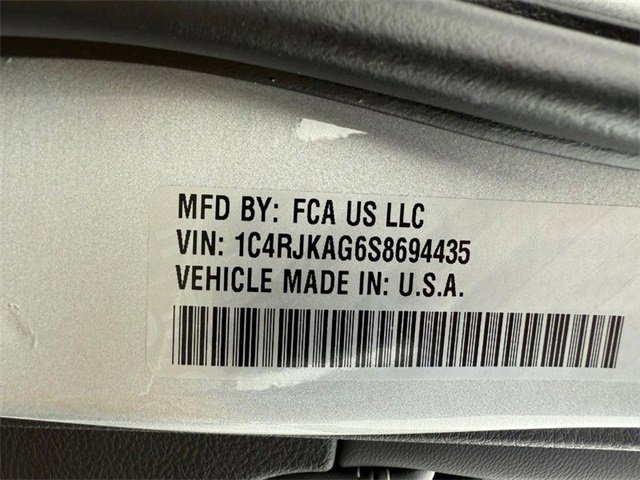 MFD BY: FCA US LLC
VIN: 1C4RJKAG6S8694435
VEHICLE MADE IN: U.S.A.